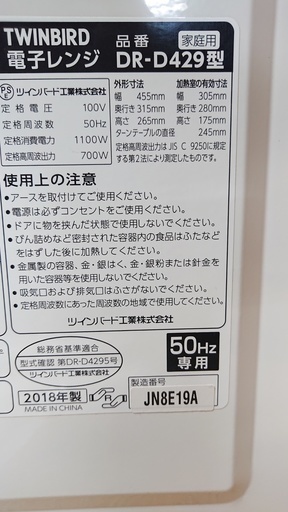 TWINBIRD 品番 家庭用
電子レンジ DR-D429型
PS E ツインバード工業株式会社
定格電圧 100V
定格周波数 50Hz
定格消費電力 1100W
定格高周波出力 700W
外形寸法
幅 455mm
奥行き 315mm
高さ 265mm
加熱室の有効寸法
幅 305mm
奥行き 280mm
高さ 175mm
ターンテーブルの直径 245mm
定格高周波出力は JIS C 9250に規定
する第2法により測定したものです。
使用上の注意
●アースを取付けてご使用ください。
●電源は必ずコンセントをご使用ください。
●ドアに物を挟んだ状態で使用しないでください。
●びん詰めなど密封された容器内の食品はふたなど
をはずした後に加熱してください。
●金属製の容器、金・銀はく、金・銀粉または針金を
用いた容器等を使用しないでください。
●吸気口および排気口はふさがないでください。
●定格周波数にあった周波数の地域で使用してください。
ツインバード工業株式会社
総務省基準適合
型式確認 第DR-D4295号
ツインバード工業株式会社
50Hz
専用
2018年製
MADE IN CHINA
R
製造番号
JN8E19A